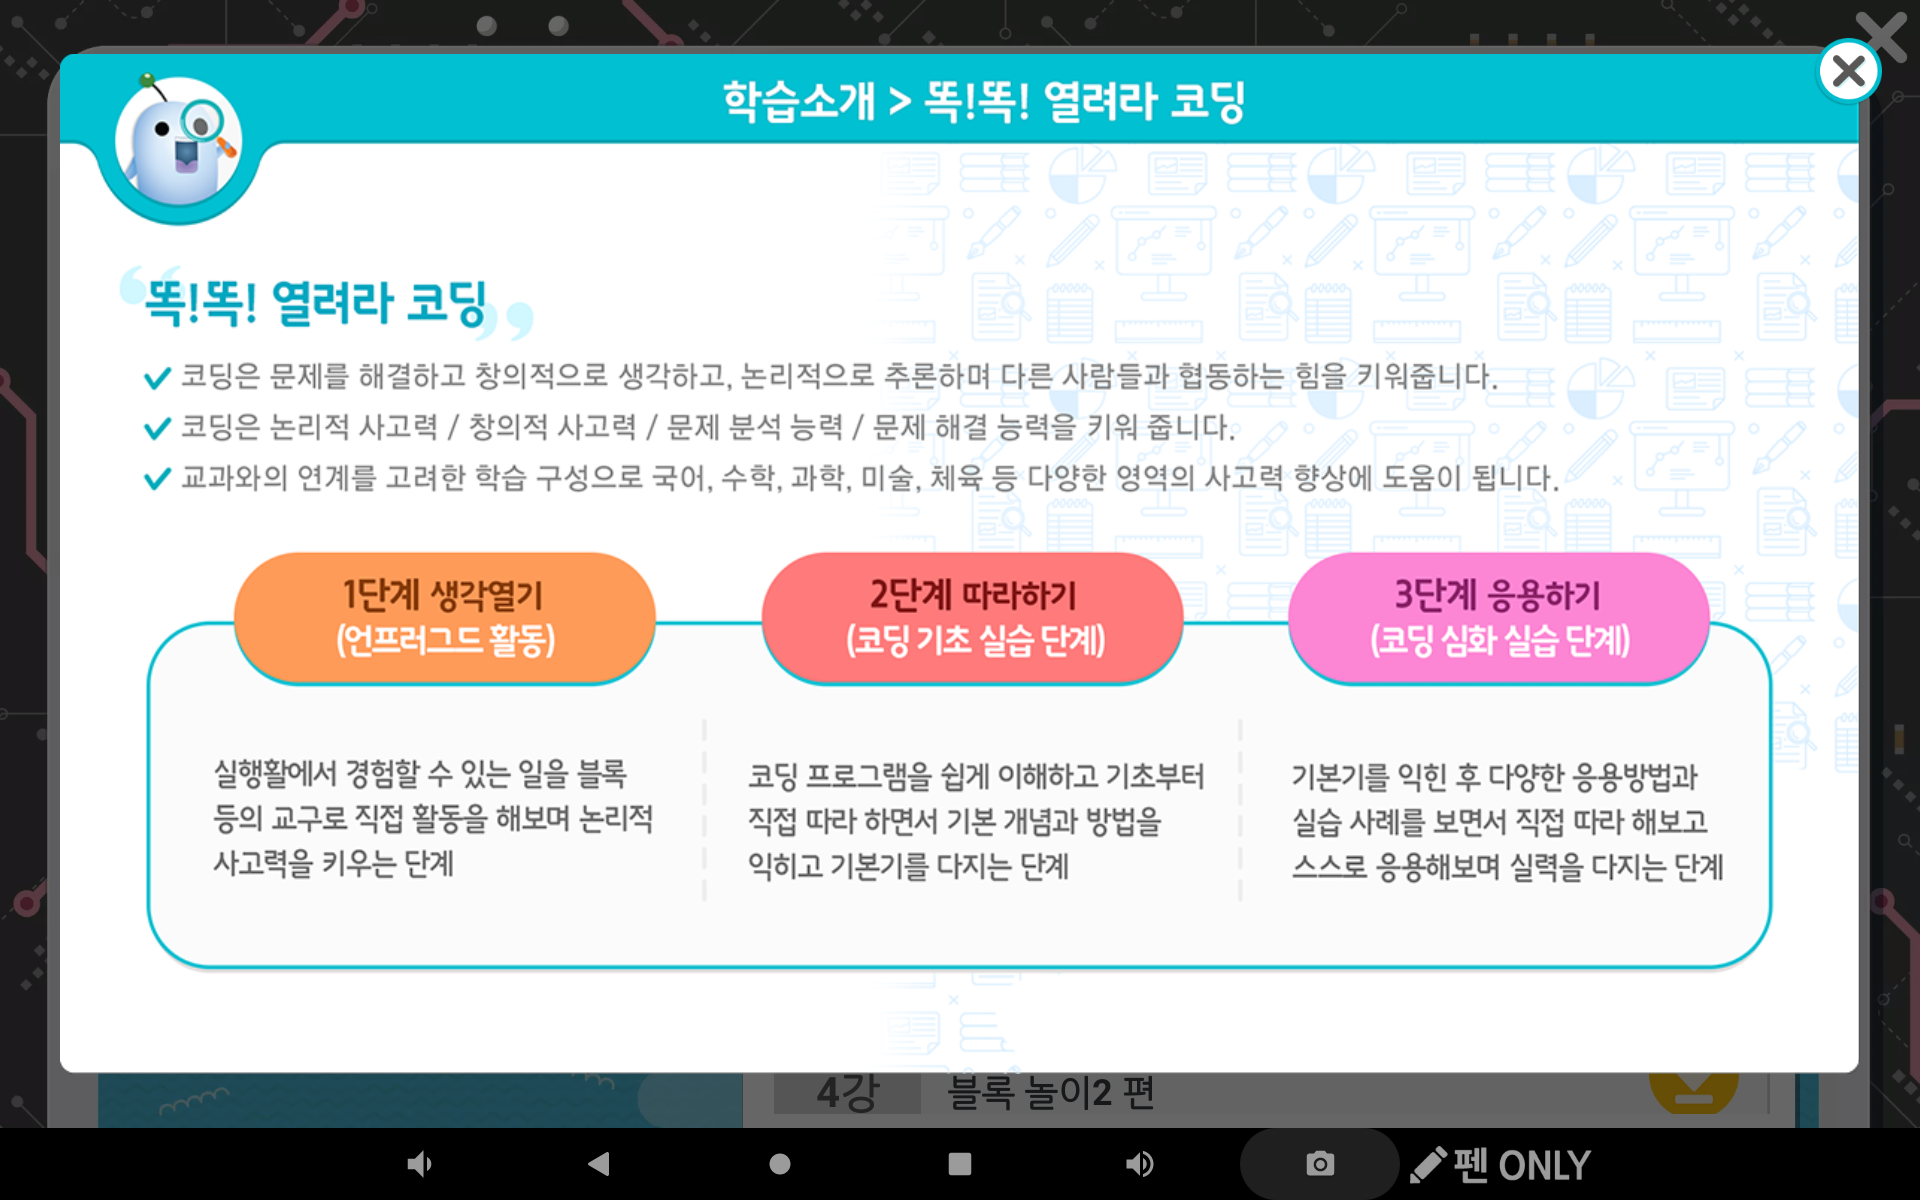 학습소개 > 똑!똑! 열려라 코딩
똑!똑! 열려라 코딩
코딩은 문제를 해결하고 창의적으로 생각하고, 논리적으로 추론하며 다른 사람들과 협동하는 힘을 키워줍니다.
코딩은 논리적 사고력 / 창의적 사고력 / 문제 분석 능력 / 문제 해결 능력을 키워 줍니다.
교과와의 연계를 고려한 학습 구성으로 국어, 수학, 과학, 미술, 체육 등 다양한 영역의 사고력 향상에 도움이 됩니다.
1단계 생각열기
(언프러그드 활동)
실행활에서 경험할 수 있는 일을 블록
등의 교구로 직접 활동을 해보며 논리적
사고력을 키우는 단계
2단계 따라하기
(코딩 기초 실습 단계)
코딩 프로그램을 쉽게 이해하고 기초부터
직접 따라 하면서 기본 개념과 방법을
익히고 기본기를 다지는 단계
3단계 응용하기
(코딩 심화 실습 단계)
기본기를 익힌 후 다양한 응용방법과
실습 사례를 보면서 직접 따라 해보고
스스로 응용해보며 실력을 다지는 단계
4강 블록 놀이2 편
펜 ONLY